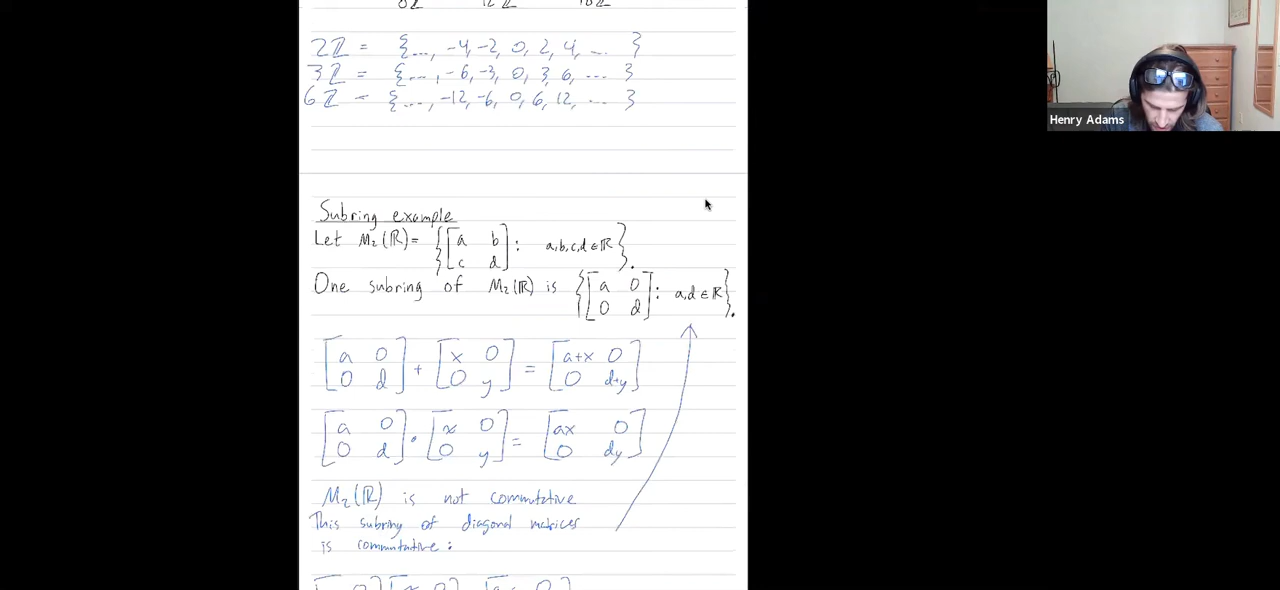 2ℤ = {..., -4, -2, 0, 2, 4, ... }
3ℤ = {..., -6, -3, 0, 3, 6, ... }
6ℤ = {..., -12, -6, 0, 6, 12, ... }
Henry Adams
Subring example
Let M₂(ℝ) = { [a b; c d] : a,b,c,d ∈ ℝ }.
One subring of M₂(ℝ) is { [a 0; 0 d] : a,d ∈ ℝ }.
[a 0; 0 d] + [x 0; 0 y] = [a+x 0; 0 d+y]
[a 0; 0 d] · [x 0; 0 y] = [ax 0; 0 dy]
M₂(ℝ) is not commutative
This subring of diagonal matrices
is commutative: